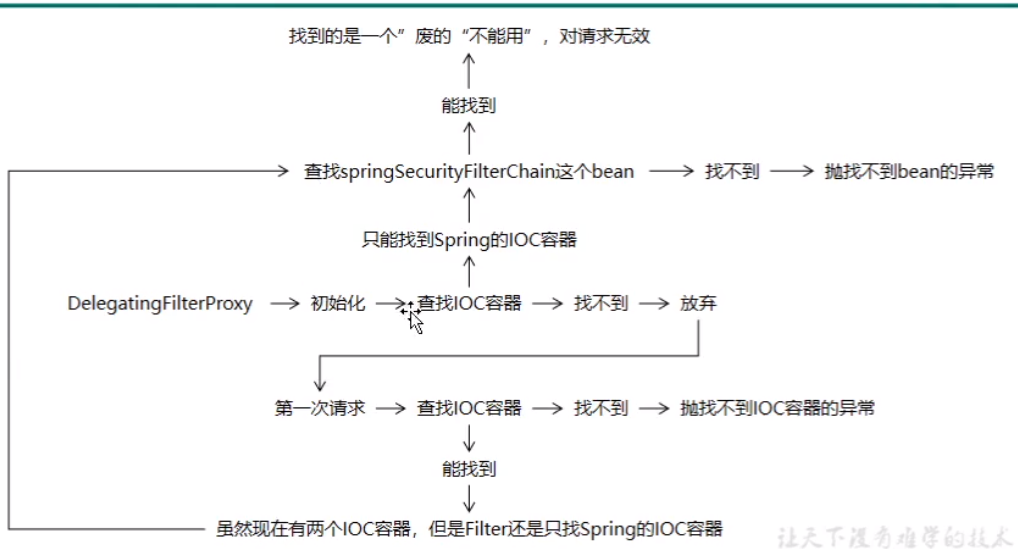 找到的是一个”废的“不能用”，对请求无效
能找到
查找springSecurityFilterChain这个bean
找不到
抛找不到bean的异常
只能找到Spring的IOC容器
DelegatingFilterProxy
初始化
查找IOC容器
找不到
放弃
第一次请求
查找IOC容器
找不到
抛找不到IOC容器的异常
能找到
虽然现在有两个IOC容器，但是Filter还是只找Spring的IOC容器
让天下没有难学的技术